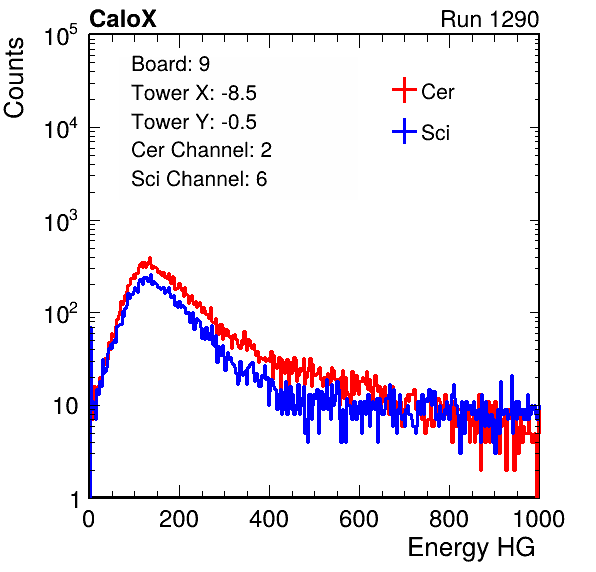 CaloX Run 1290
Counts
10^5
10^4
10^3
10^2
10
1
Board: 9
Tower X: -8.5
Tower Y: -0.5
Cer Channel: 2
Sci Channel: 6
Cer
Sci
0 200 400 600 800 1000
Energy HG